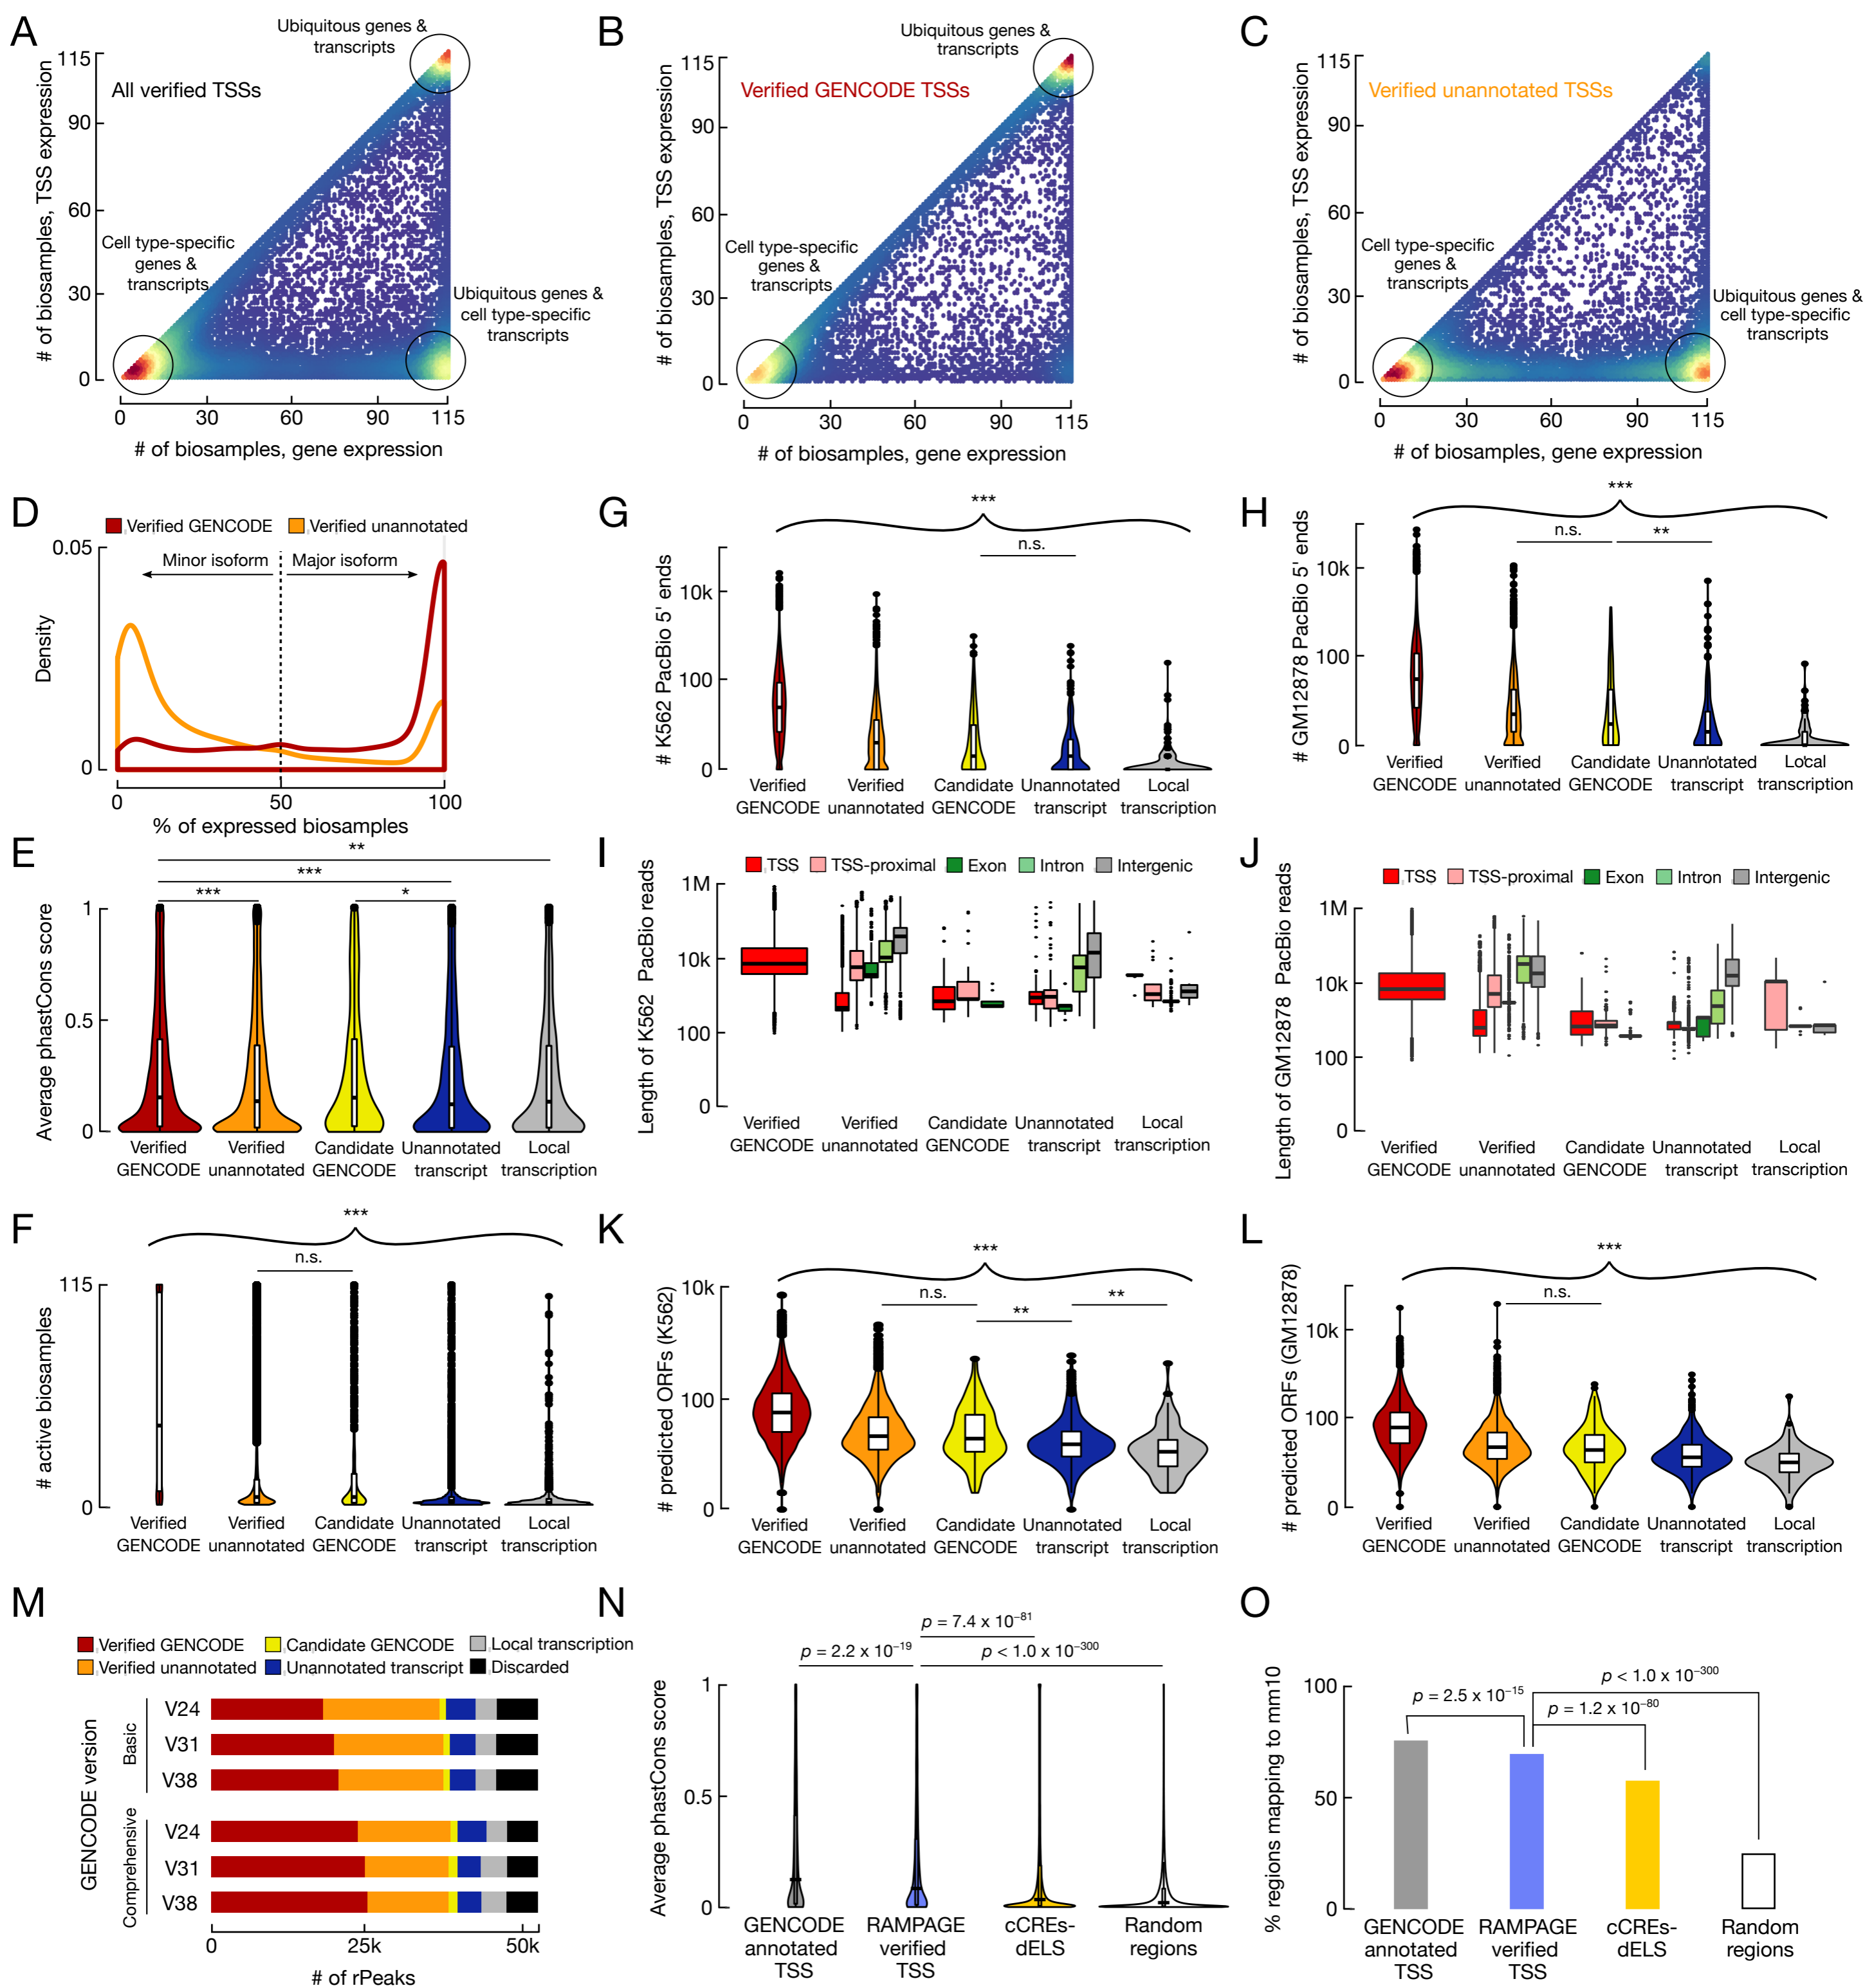 A
Ubiquitous genes &
transcripts
All verified TSSs
Cell type-specific
genes &
transcripts
Ubiquitous genes &
cell type-specific
transcripts
# of biosamples, TSS expression
115
90
60
30
0
0 30 60 90 115
# of biosamples, gene expression
B
Ubiquitous genes &
transcripts
Verified GENCODE TSSs
Cell type-specific
genes &
transcripts
# of biosamples, TSS expression
115
90
60
30
0
0 30 60 90 115
# of biosamples, gene expression
C
Verified unannotated TSSs
Cell type-specific
genes &
transcripts
Ubiquitous genes &
cell type-specific
transcripts
# of biosamples, TSS expression
115
90
60
30
0
0 30 60 90 115
# of biosamples, gene expression
D
Verified GENCODE Verified unannotated
Minor isoform Major isoform
Density
0.05
0
0 50 100
% of expressed biosamples
E
**
***
*** *
Average phastCons score
1
0.5
0
Verified Verified Candidate Unannotated Local
GENCODE unannotated GENCODE transcript transcription
F
***
n.s.
# active biosamples
115
0
Verified Verified Candidate Unannotated Local
GENCODE unannotated GENCODE transcript transcription
G
***
n.s.
# K562 PacBio 5' ends
10k
100
0
Verified Verified Candidate Unannotated Local
GENCODE unannotated GENCODE transcript transcription
H
***
n.s. **
# GM12878 PacBio 5' ends
10k
100
0
Verified Verified Candidate Unannotated Local
GENCODE unannotated GENCODE transcript transcription
I
TSS TSS-proximal Exon Intron Intergenic
Length of K562 PacBio reads
1M
10k
100
0
Verified Verified Candidate Unannotated Local
GENCODE unannotated GENCODE transcript transcription
J
TSS TSS-proximal Exon Intron Intergenic
Length of GM12878 PacBio reads
1M
10k
100
0
Verified Verified Candidate Unannotated Local
GENCODE unannotated GENCODE transcript transcription
K
***
n.s. **
**
# predicted ORFs (K562)
10k
100
0
Verified Verified Candidate Unannotated Local
GENCODE unannotated GENCODE transcript transcription
L
***
n.s.
# predicted ORFs (GM12878)
10k
100
0
Verified Verified Candidate Unannotated Local
GENCODE unannotated GENCODE transcript transcription
M
Verified GENCODE Candidate GENCODE Local transcription
Verified unannotated Unannotated transcript Discarded
GENCODE version
Basic
V24
V31
V38
Comprehensive
V24
V31
V38
0 25k 50k
# of rPeaks
N
p = 7.4 x 10⁻⁸¹
p = 2.2 x 10⁻¹⁹ p < 1.0 x 10⁻³⁰⁰
Average phastCons score
1
0.5
0
GENCODE RAMPAGE cCREs- Random
annotated verified dELS regions
TSS TSS
O
p < 1.0 x 10⁻³⁰⁰
p = 2.5 x 10⁻¹⁵
p = 1.2 x 10⁻⁸⁰
% regions mapping to mm10
100
50
0
GENCODE RAMPAGE cCREs- Random
annotated verified dELS regions
TSS TSS